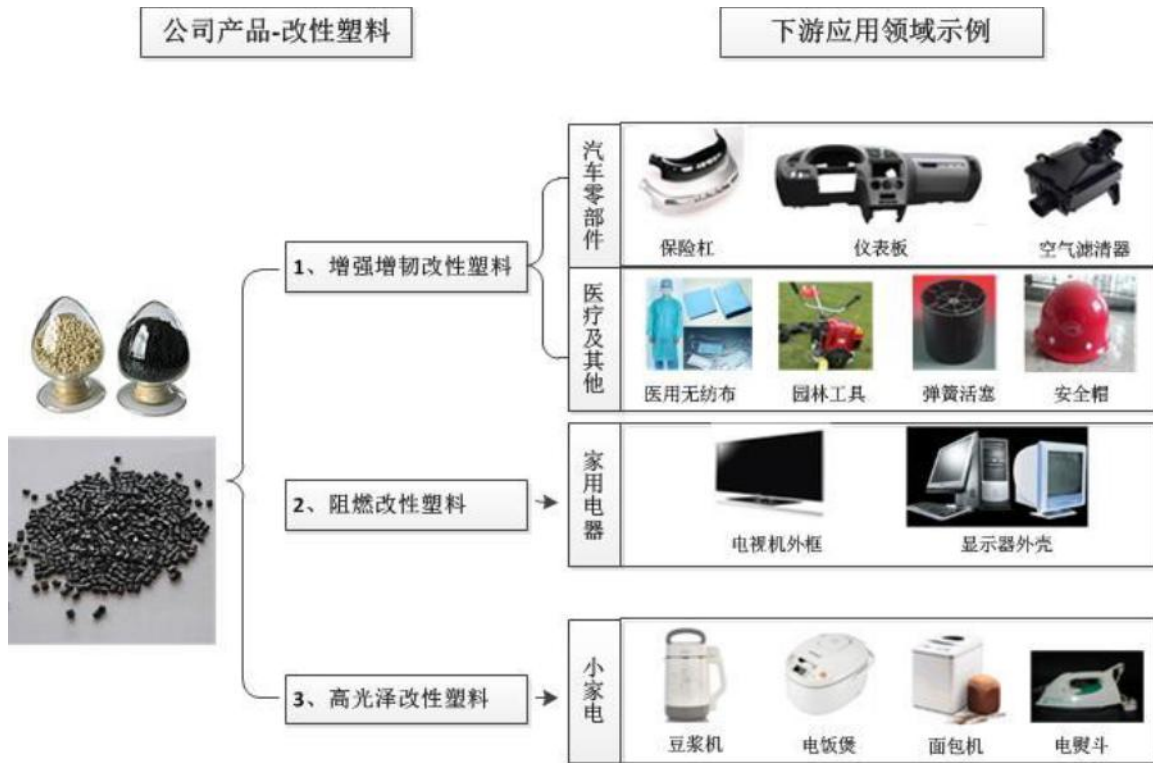 公司产品-改性塑料
下游应用领域示例
1、增强增韧改性塑料
汽车零部件
保险杠
仪表板
空气滤清器
医疗及其他
医用无纺布
园林工具
弹簧活塞
安全帽
2、阻燃改性塑料
家用电器
电视机外框
显示器外壳
3、高光泽改性塑料
小家电
豆浆机
电饭煲
面包机
电熨斗